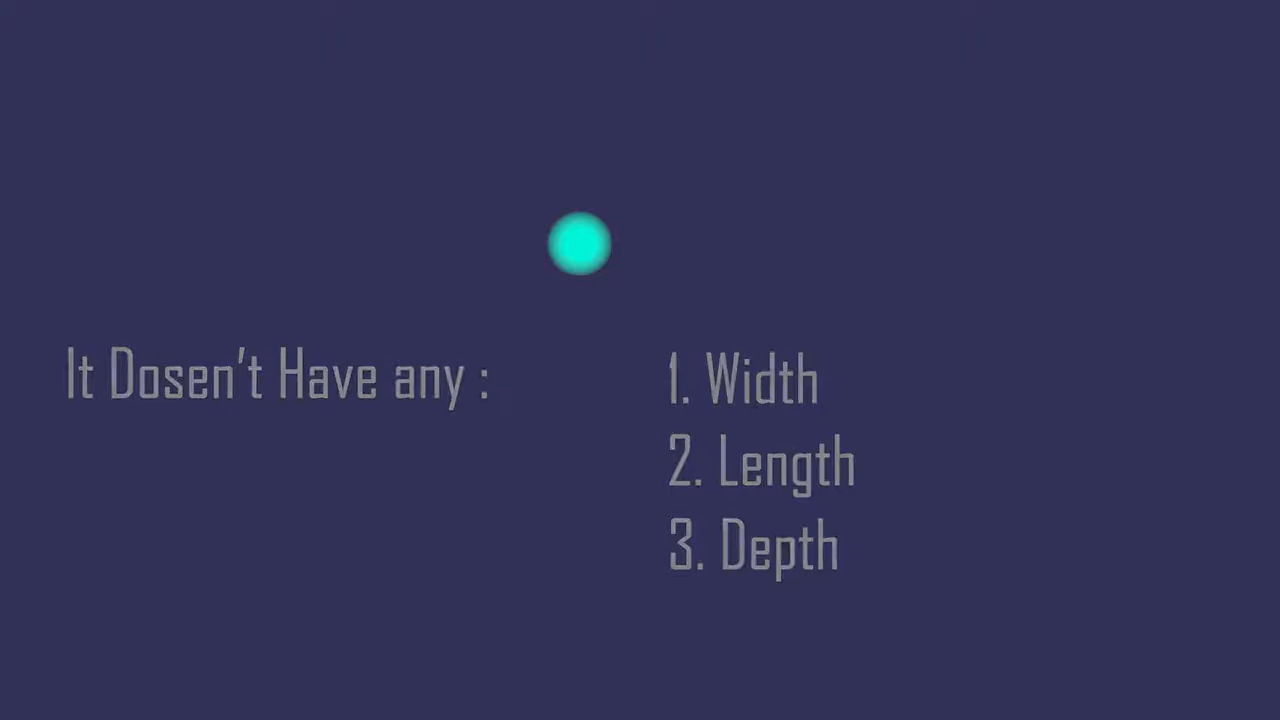 It Dosen't Have any :
1. Width
2. Length
3. Depth